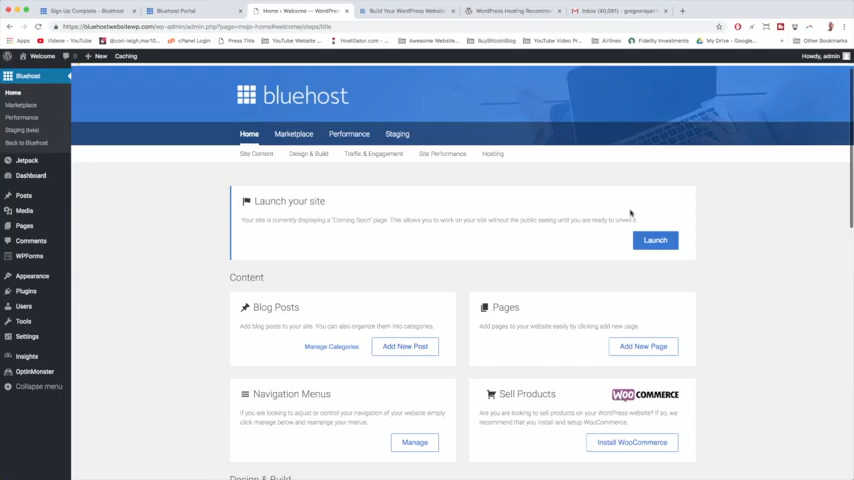 Sign Up Complete - Bluehost
Bluehost Portal
Home ‹ Welcome — WordPres
Build Your WordPress Website
WordPress Hosting Recomme
Inbox (40,091) - gregnarayan
https://bluehostwebsitewp.com/wp-admin/admin.php?page=mojo-home#welcome/steps/title
Apps
Videos - YouTube
@cori-leigh.mar10
cPanel Login
Press This
YouTube Website
HostGator.com
Awesome Website...
BuyBitcoinBlog
YouTube Video Pr...
Airlines
Fidelity Investments
My Drive - Google...
Other Bookmarks
Welcome
0
New
Caching
Howdy, admin
Bluehost
Home
Marketplace
Performance
Staging (beta)
Back to Bluehost
Jetpack
Dashboard
Posts
Media
Pages
Comments
WPForms
Appearance
Plugins
Users
Tools
Settings
Insights
OptinMonster
Collapse menu
bluehost
Home Marketplace Performance Staging
Site Content Design & Build Traffic & Engagement Site Performance Hosting
Launch your site
Your site is currently displaying a "Coming Soon" page. This allows you to work on your site without the public seeing until you are ready to unveil it.
Launch
Content
Blog Posts
Add blog posts to your site. You can also organize them into categories.
Manage Categories
Add New Post
Pages
Add pages to your website easily by clicking add new page.
Add New Page
Navigation Menus
If you are looking to adjust or control your navigation of your website simply
click manage below and rearrange your menus.
Manage
Sell Products
WOO COMMERCE
Are you looking to sell products on your WordPress website? If so, we
recommend that you install and setup WooCommerce.
Install WooCommerce
Design & Build